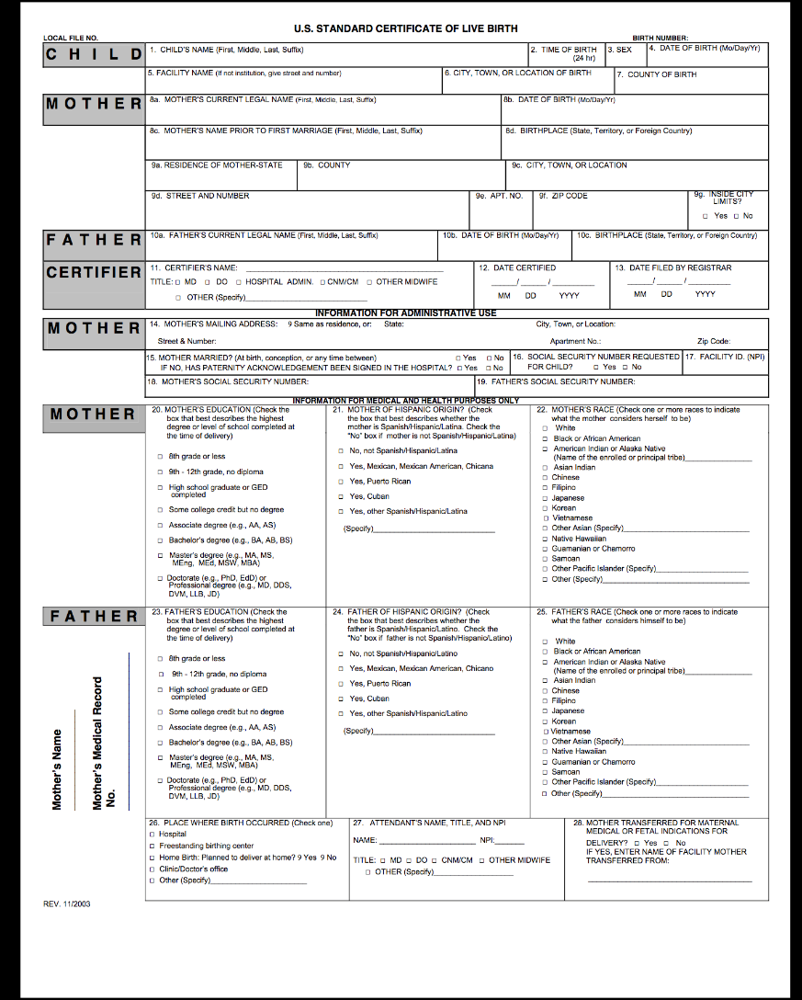 U.S. STANDARD CERTIFICATE OF LIVE BIRTH
LOCAL FILE NO.
BIRTH NUMBER:
C H I L D
1. CHILD'S NAME (First, Middle, Last, Suffix)
2. TIME OF BIRTH
(24 hr)
3. SEX
4. DATE OF BIRTH (Mo/Day/Yr)
5. FACILITY NAME (If not institution, give street and number)
6. CITY, TOWN, OR LOCATION OF BIRTH
7. COUNTY OF BIRTH
M O T H E R
8a. MOTHER'S CURRENT LEGAL NAME (First, Middle, Last, Suffix)
8b. DATE OF BIRTH (Mo/Day/Yr)
8c. MOTHER'S NAME PRIOR TO FIRST MARRIAGE (First, Middle, Last, Suffix)
8d. BIRTHPLACE (State, Territory, or Foreign Country)
9a. RESIDENCE OF MOTHER-STATE
9b. COUNTY
9c. CITY, TOWN, OR LOCATION
9d. STREET AND NUMBER
9e. APT. NO.
9f. ZIP CODE
9g. INSIDE CITY
LIMITS?
□ Yes □ No
F A T H E R
10a. FATHER'S CURRENT LEGAL NAME (First, Middle, Last, Suffix)
10b. DATE OF BIRTH (Mo/Day/Yr)
10c. BIRTHPLACE (State, Territory, or Foreign Country)
CERTIFIER
11. CERTIFIER'S NAME: ____________________
TITLE: □ MD □ DO □ HOSPITAL ADMIN. □ CNM/CM □ OTHER MIDWIFE
□ OTHER (Specify)____________________
12. DATE CERTIFIED
______/______/__________
MM DD YYYY
13. DATE FILED BY REGISTRAR
______/______/__________
MM DD YYYY
INFORMATION FOR ADMINISTRATIVE USE
M O T H E R
14. MOTHER'S MAILING ADDRESS: 9 Same as residence, or: State: City, Town, or Location:
Street & Number: Apartment No.: Zip Code:
15. MOTHER MARRIED? (At birth, conception, or any time between) □ Yes □ No
IF NO, HAS PATERNITY ACKNOWLEDGEMENT BEEN SIGNED IN THE HOSPITAL? □ Yes □ No
16. SOCIAL SECURITY NUMBER REQUESTED
FOR CHILD? □ Yes □ No
17. FACILITY ID. (NPI)
18. MOTHER'S SOCIAL SECURITY NUMBER:
19. FATHER'S SOCIAL SECURITY NUMBER:
INFORMATION FOR MEDICAL AND HEALTH PURPOSES ONLY
M O T H E R
20. MOTHER'S EDUCATION (Check the
box that best describes the highest
degree or level of school completed at
the time of delivery)
□ 8th grade or less
□ 9th - 12th grade, no diploma
□ High school graduate or GED
completed
□ Some college credit but no degree
□ Associate degree (e.g., AA, AS)
□ Bachelor's degree (e.g., BA, AB, BS)
□ Master's degree (e.g., MA, MS,
MEng, MEd, MSW, MBA)
□ Doctorate (e.g., PhD, EdD) or
Professional degree (e.g., MD, DDS,
DVM, LLB, JD)
21. MOTHER OF HISPANIC ORIGIN? (Check
the box that best describes whether the
mother is Spanish/Hispanic/Latina. Check the
"No" box if mother is not Spanish/Hispanic/Latina)
□ No, not Spanish/Hispanic/Latina
□ Yes, Mexican, Mexican American, Chicana
□ Yes, Puerto Rican
□ Yes, Cuban
□ Yes, other Spanish/Hispanic/Latina
(Specify)____________________
22. MOTHER'S RACE (Check one or more races to indicate
what the mother considers herself to be)
□ White
□ Black or African American
□ American Indian or Alaska Native
(Name of the enrolled or principal tribe)____________________
□ Asian Indian
□ Chinese
□ Filipino
□ Japanese
□ Korean
□ Vietnamese
□ Other Asian (Specify)____________________
□ Native Hawaiian
□ Guamanian or Chamorro
□ Samoan
□ Other Pacific Islander (Specify)____________________
□ Other (Specify)____________________
F A T H E R
23. FATHER'S EDUCATION (Check the
box that best describes the highest
degree or level of school completed at
the time of delivery)
□ 8th grade or less
□ 9th - 12th grade, no diploma
□ High school graduate or GED
completed
□ Some college credit but no degree
□ Associate degree (e.g., AA, AS)
□ Bachelor's degree (e.g., BA, AB, BS)
□ Master's degree (e.g., MA, MS,
MEng, MEd, MSW, MBA)
□ Doctorate (e.g., PhD, EdD) or
Professional degree (e.g., MD, DDS,
DVM, LLB, JD)
24. FATHER OF HISPANIC ORIGIN? (Check
the box that best describes whether the
father is Spanish/Hispanic/Latino. Check the
"No" box if father is not Spanish/Hispanic/Latino)
□ No, not Spanish/Hispanic/Latino
□ Yes, Mexican, Mexican American, Chicano
□ Yes, Puerto Rican
□ Yes, Cuban
□ Yes, other Spanish/Hispanic/Latino
(Specify)____________________
25. FATHER'S RACE (Check one or more races to indicate
what the father considers himself to be)
□ White
□ Black or African American
□ American Indian or Alaska Native
(Name of the enrolled or principal tribe)____________________
□ Asian Indian
□ Chinese
□ Filipino
□ Japanese
□ Korean
□ Vietnamese
□ Other Asian (Specify)____________________
□ Native Hawaiian
□ Guamanian or Chamorro
□ Samoan
□ Other Pacific Islander (Specify)____________________
□ Other (Specify)____________________
Mother's Name
Mother's Medical Record
No.
26. PLACE WHERE BIRTH OCCURRED (Check one)
□ Hospital
□ Freestanding birthing center
□ Home Birth: Planned to deliver at home? 9 Yes 9 No
□ Clinic/Doctor's office
□ Other (Specify)____________________
27. ATTENDANT'S NAME, TITLE, AND NPI
NAME: ____________________ NPI:_______
TITLE: □ MD □ DO □ CNM/CM □ OTHER MIDWIFE
□ OTHER (Specify)____________________
28. MOTHER TRANSFERRED FOR MATERNAL
MEDICAL OR FETAL INDICATIONS FOR
DELIVERY? □ Yes □ No
IF YES, ENTER NAME OF FACILITY MOTHER
TRANSFERRED FROM:
____________________
REV. 11/2003